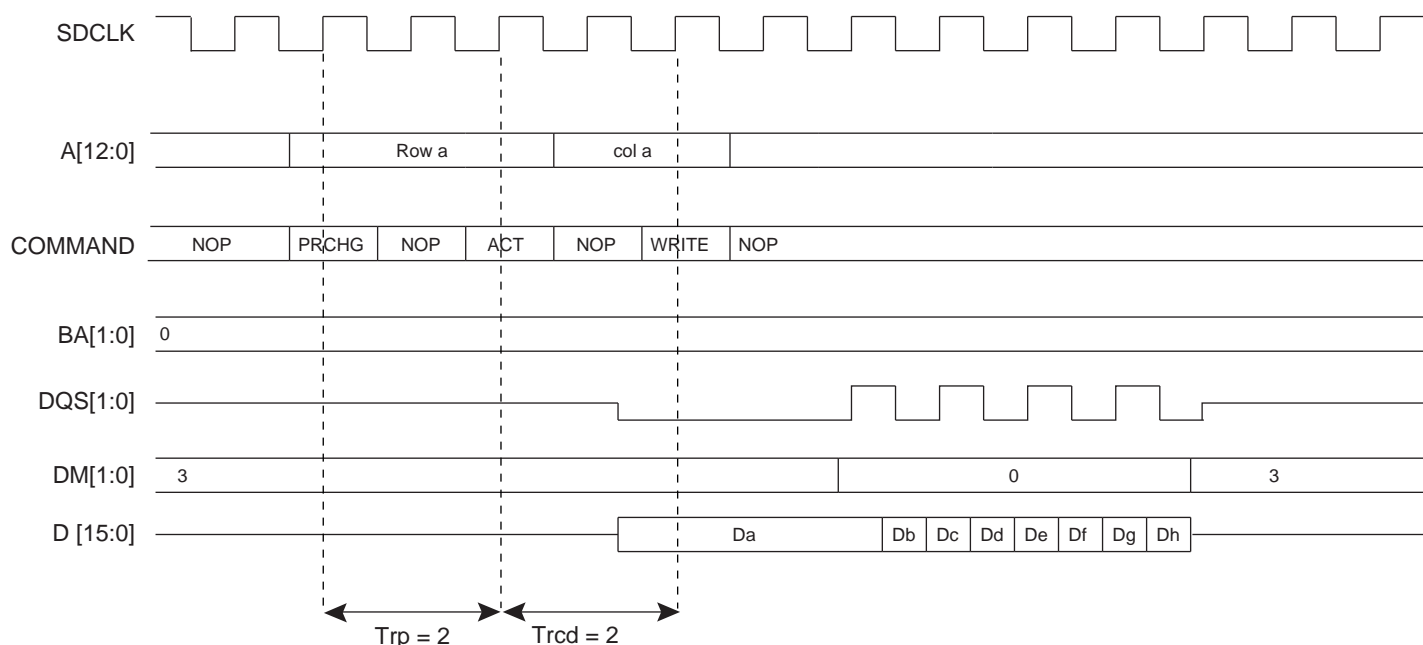 SDCLK
A[12:0] Row a col a
COMMAND NOP PRCHG NOP ACT NOP WRITE NOP
BA[1:0] 0
DQS[1:0]
DM[1:0] 3 0 3
D [15:0] Da Db Dc Dd De Df Dg Dh
Trp = 2 Trcd = 2